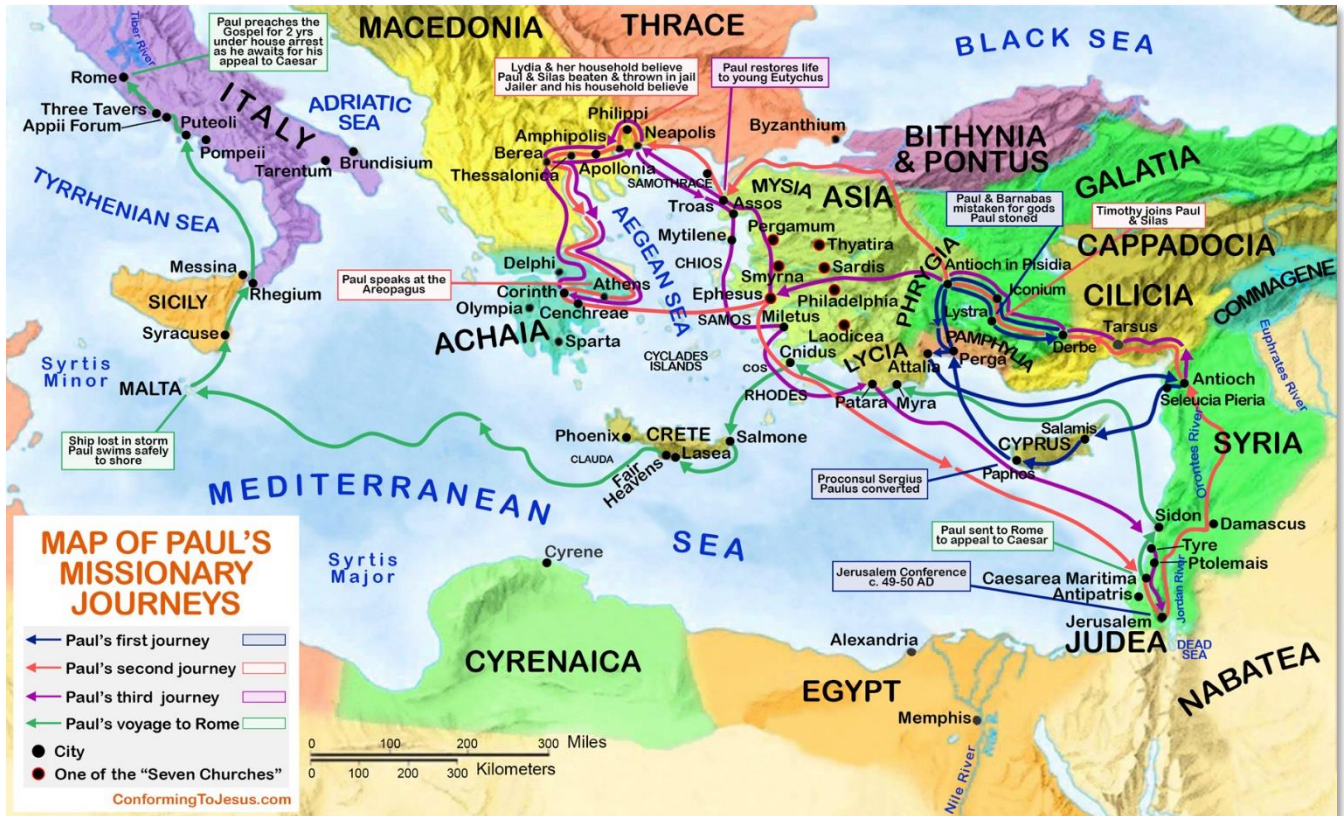 Paul preaches the
Gospel for 2 yrs
under house arrest
as he awaits for his
appeal to Caesar
MACEDONIA
THRACE
BLACK SEA
Tiber River
Rome
ITALY
ADRIATIC
SEA
Three Tavers
Appii Forum
Puteoli
Pompeii
Tarentum
Brundisium
TYRRHENIAN SEA
Lydia & her household believe
Paul & Silas beaten & thrown in jail
Jailer and his household believe
Paul restores life
to young Eutychus
Philippi
Neapolis
Amphipolis
Berea
Apollonia
Thessalonica
SAMOTHRACE
Byzanthium
BITHYNIA
& PONTUS
GALATIA
MYSIA
ASIA
Assos
Troas
Paul & Barnabas
mistaken for gods
Paul stoned
Timothy joins Paul
& Silas
CAPPADOCIA
AEGEAN SEA
Mytilene
Pergamum
Thyatira
CHIOS
Smyrna
Sardis
PHRYGIA
Antioch in Pisidia
Iconium
CILICIA
COMMAGENE
Messina
Rhegium
SICILY
Syracuse
Delphi
Paul speaks at the
Areopagus
Corinth
Athens
Olympia
Cenchreae
ACHAIA
Sparta
Ephesus
Philadelphia
SAMOS
Miletus
Laodicea
Lystra
Derbe
Tarsus
PAMPHYLIA
Perga
Attalia
LYCIA
Cnidus
CYCLADES
ISLANDS
COS
RHODES
Patara
Myra
Antioch
Seleucia Pieria
Euphrates River
Syrtis
Minor
MALTA
Ship lost in storm
Paul swims safely
to shore
Phoenix
CRETE
Salmone
CLAUDA
Lasea
Fair
Heavens
Salamis
CYPRUS
Paphos
Orontes River
SYRIA
Proconsul Sergius
Paulus converted
MEDITERRANEAN
SEA
Sidon
Damascus
Paul sent to Rome
to appeal to Caesar
Tyre
Ptolemais
Jerusalem Conference
c. 49-50 AD
Caesarea Maritima
Antipatris
Jordan River
Jerusalem
JUDEA
DEAD
SEA
NABATEA
Syrtis
Major
Cyrene
CYRENAICA
Alexandria
EGYPT
Memphis
Nile River
MAP OF PAUL'S
MISSIONARY
JOURNEYS
Paul's first journey
Paul's second journey
Paul's third journey
Paul's voyage to Rome
City
One of the "Seven Churches"
ConformingToJesus.com
0 100 200 300 Miles
0 100 200 300
Kilometers